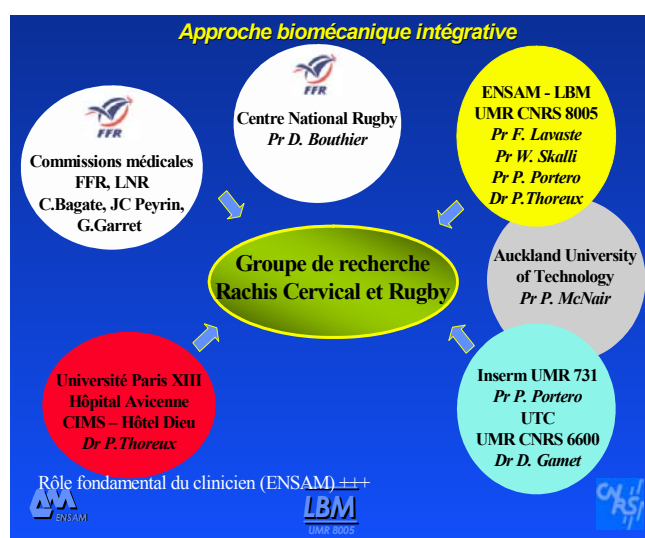 Approche biomécanique intégrative
FFR
Commissions médicales
FFR, LNR
C.Bagate, JC Peyrin,
G.Garret
FFR
Centre National Rugby
Pr D. Bouthier
ENSAM - LBM
UMR CNRS 8005
Pr F. Lavaste
Pr W. Skalli
Pr P. Portero
Dr P.Thoreux
Groupe de recherche
Rachis Cervical et Rugby
Auckland University
of Technology
Pr P. McNair
Université Paris XIII
Hôpital Avicenne
CIMS – Hôtel Dieu
Dr P.Thoreux
Inserm UMR 731
Pr P. Portero
UTC
UMR CNRS 6600
Dr D. Gamet
Rôle fondamental du clinicien (ENSAM) +++
AM
ENSAM
LBM
UMR 8005
CNRS